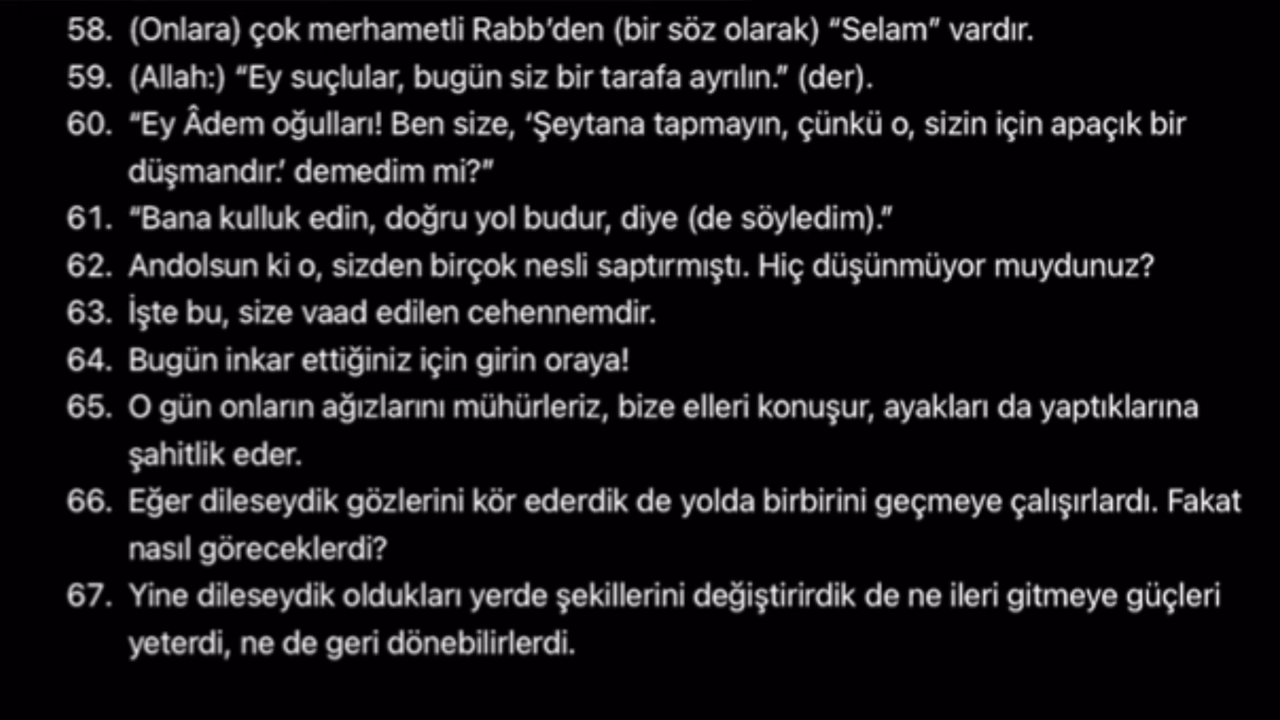 58. (Onlara) çok merhametli Rabb’den (bir söz olarak) “Selam” vardır.
59. (Allah:) “Ey suçlular, bugün siz bir tarafa ayrılın.” (der).
60. “Ey Âdem oğulları! Ben size, ‘Şeytana tapmayın, çünkü o, sizin için apaçık bir
düşmandır.’ demedim mi?”
61. “Bana kulluk edin, doğru yol budur, diye (de söyledim).”
62. Andolsun ki o, sizden birçok nesli saptırmıştı. Hiç düşünmüyor muydunuz?
63. İşte bu, size vaad edilen cehennemdir.
64. Bugün inkar ettiğiniz için girin oraya!
65. O gün onların ağızlarını mühürleriz, bize elleri konuşur, ayakları da yaptıklarına
şahitlik eder.
66. Eğer dileseydik gözlerini kör ederdik de yolda birbirini geçmeye çalışırlardı. Fakat
nasıl göreceklerdi?
67. Yine dileseydik oldukları yerde şekillerini değiştirirdik de ne ileri gitmeye güçleri
yeterdi, ne de geri dönebilirlerdi.